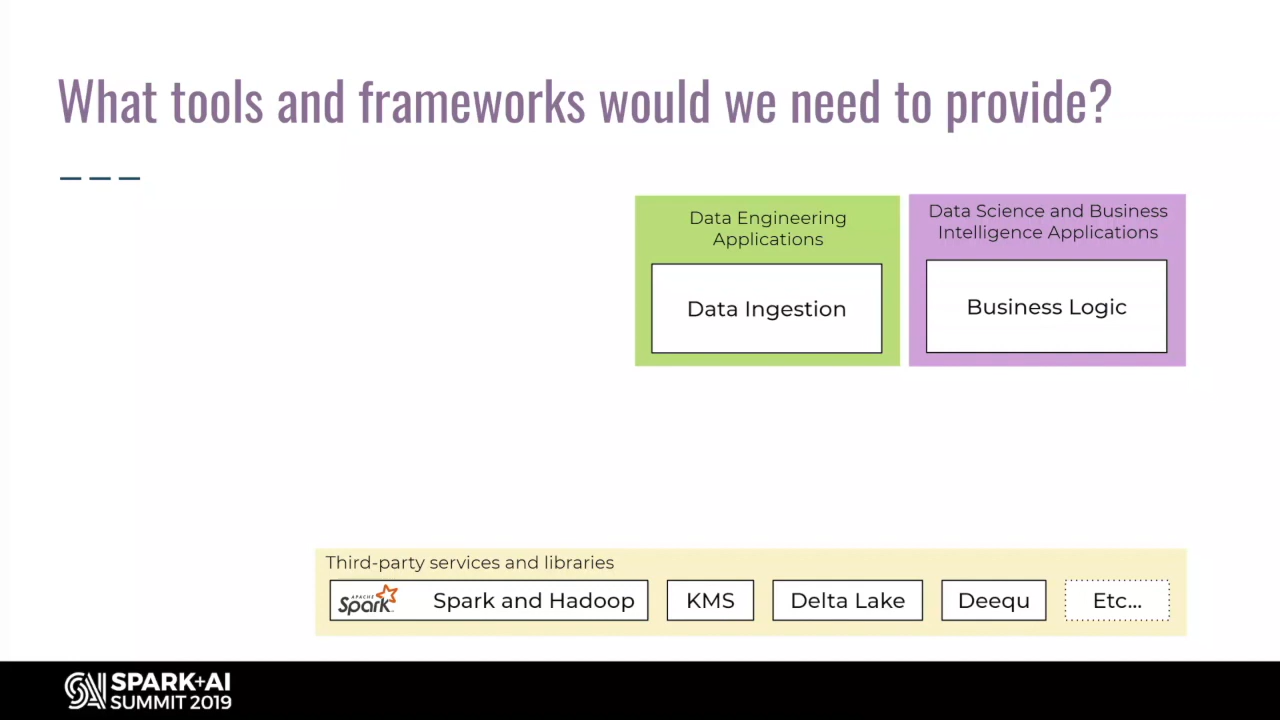 What tools and frameworks would we need to provide?
Data Engineering
Applications
Data Ingestion
Data Science and Business
Intelligence Applications
Business Logic
Third-party services and libraries
APACHE
Spark
Spark and Hadoop
KMS
Delta Lake
Deequ
Etc...
SPARK+AI
SUMMIT 2019